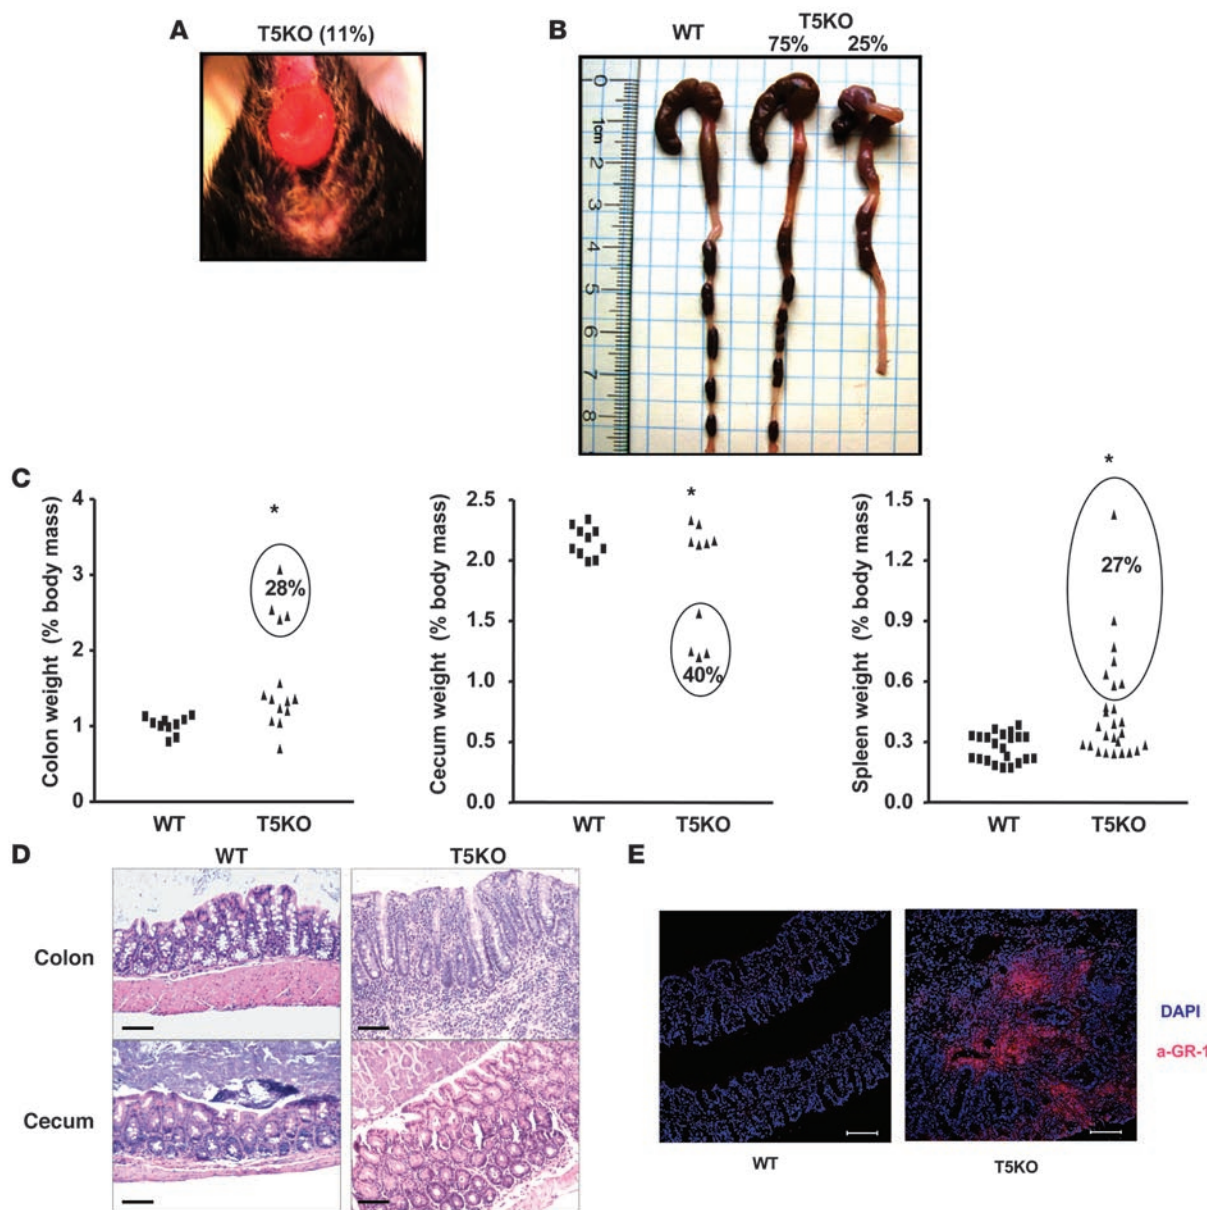 A
T5KO (11%)
B
WT
T5KO
75%
25%
0
1cm
2
3
4
5
6
7
8
C
Colon weight (% body mass)
4
3
2
1
0
*
28%
WT
T5KO
Cecum weight (% body mass)
2.5
2.0
1.5
1.0
0.5
0.0
*
40%
WT
T5KO
Spleen weight (% body mass)
1.5
1.2
0.9
0.6
0.3
0.0
*
27%
WT
T5KO
D
WT
T5KO
Colon
Cecum
E
DAPI
a-GR-1
WT
T5KO